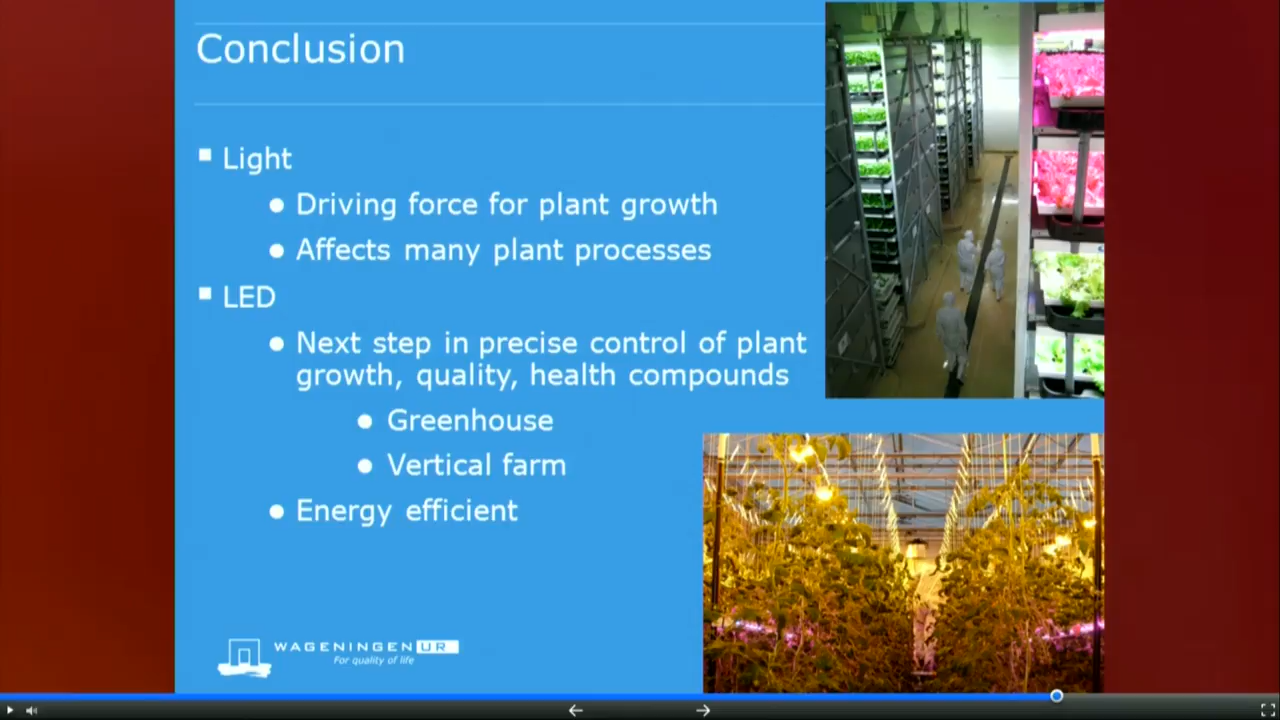 Conclusion
Light
Driving force for plant growth
Affects many plant processes
LED
Next step in precise control of plant
growth, quality, health compounds
Greenhouse
Vertical farm
Energy efficient
WAGENINGEN UR
For quality of life